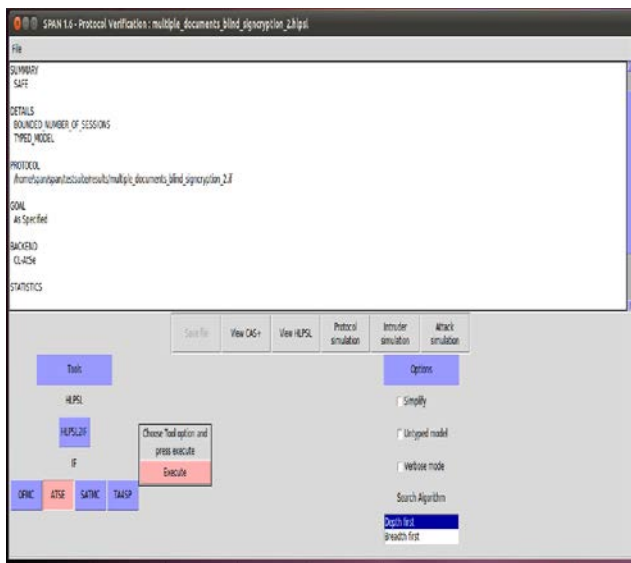 SPAN 1.6 - Protocol Verification : multiple_documents_blind_signcryption_2.hlpsl
File
SUMMARY
SAFE
DETAILS
BOUNDED_NUMBER_OF_SESSIONS
TYPED_MODEL
PROTOCOL
/home/span/span/testsuite/results/multiple_documents_blind_signcryption_2.if
GOAL
As Specified
BACKEND
CL-AtSe
STATISTICS
Save file View CAS+ View HLPSL Protocol simulation Intruder simulation Attack simulation
Tools Options
HLPSL
Simplify
HLPSL2IF
Choose Tool option and
press execute
Execute
Untyped model
IF
Verbose mode
OFMC ATSE SATMC TA4SP
Search Algorithm
Depth first
Breadth first